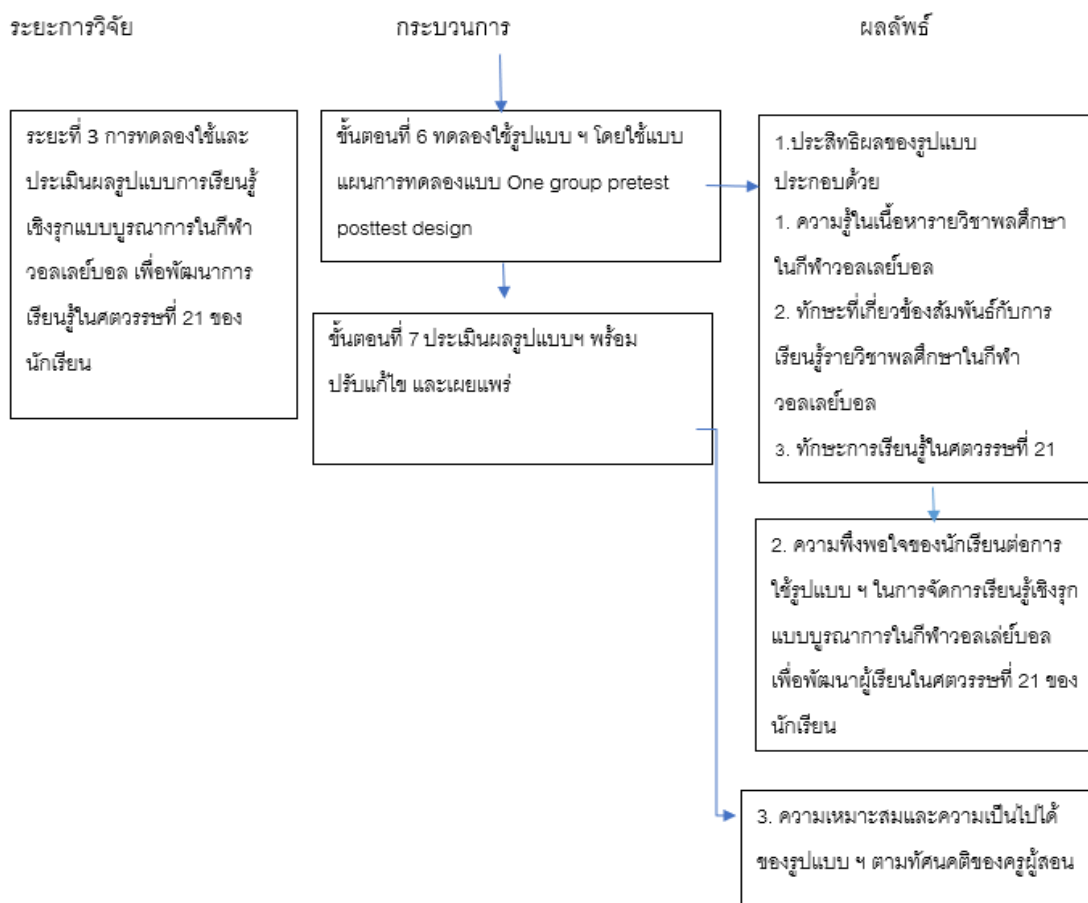 ระยะการวิจัย
กระบวนการ
ผลลัพธ์
ระยะที่ 3 การทดลองใช้และ
ประเมินผลรูปแบบการเรียนรู้
เชิงรุกแบบบูรณาการในกีฬา
วอลเลย์บอล เพื่อพัฒนาการ
เรียนรู้ในศตวรรษที่ 21 ของ
นักเรียน
ขั้นตอนที่ 6 ทดลองใช้รูปแบบ ฯ โดยใช้แบบ
แผนการทดลองแบบ One group pretest
posttest design
ขั้นตอนที่ 7 ประเมินผลรูปแบบฯ พร้อม
ปรับแก้ไข และเผยแพร่
1.ประสิทธิผลของรูปแบบ
ประกอบด้วย
1. ความรู้ในเนื้อหารายวิชาพลศึกษา
ในกีฬาวอลเลย์บอล
2. ทักษะที่เกี่ยวข้องสัมพันธ์กับการ
เรียนรู้รายวิชาพลศึกษาในกีฬา
วอลเลย์บอล
3. ทักษะการเรียนรู้ในศตวรรษที่ 21
2. ความพึงพอใจของนักเรียนต่อการ
ใช้รูปแบบ ฯ ในการจัดการเรียนรู้เชิงรุก
แบบบูรณาการในกีฬาวอลเล่ย์บอล
เพื่อพัฒนาผู้เรียนในศตวรรษที่ 21 ของ
นักเรียน
3. ความเหมาะสมและความเป็นไปได้
ของรูปแบบ ฯ ตามทัศนคติของครูผู้สอน